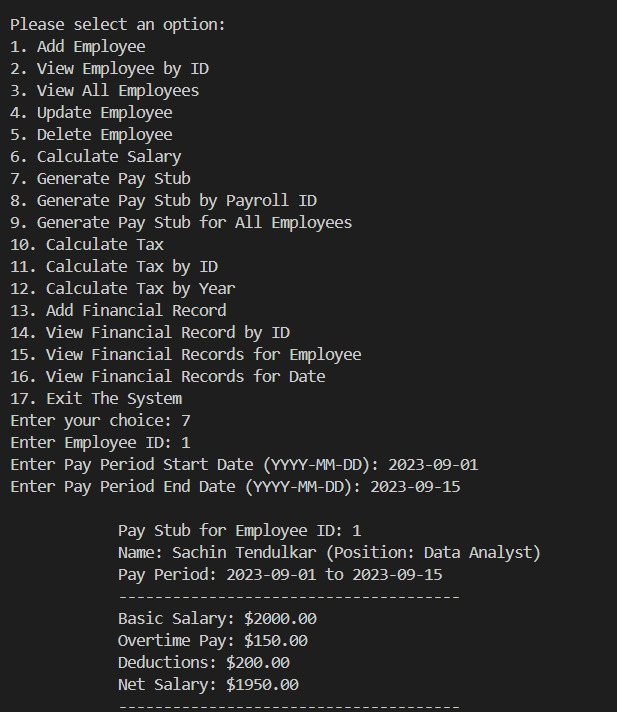 Please select an option:
1. Add Employee
2. View Employee by ID
3. View All Employees
4. Update Employee
5. Delete Employee
6. Calculate Salary
7. Generate Pay Stub
8. Generate Pay Stub by Payroll ID
9. Generate Pay Stub for All Employees
10. Calculate Tax
11. Calculate Tax by ID
12. Calculate Tax by Year
13. Add Financial Record
14. View Financial Record by ID
15. View Financial Records for Employee
16. View Financial Records for Date
17. Exit The System
Enter your choice: 7
Enter Employee ID: 1
Enter Pay Period Start Date (YYYY-MM-DD): 2023-09-01
Enter Pay Period End Date (YYYY-MM-DD): 2023-09-15
Pay Stub for Employee ID: 1
Name: Sachin Tendulkar (Position: Data Analyst)
Pay Period: 2023-09-01 to 2023-09-15
--------------------------------------
Basic Salary: $2000.00
Overtime Pay: $150.00
Deductions: $200.00
Net Salary: $1950.00
--------------------------------------